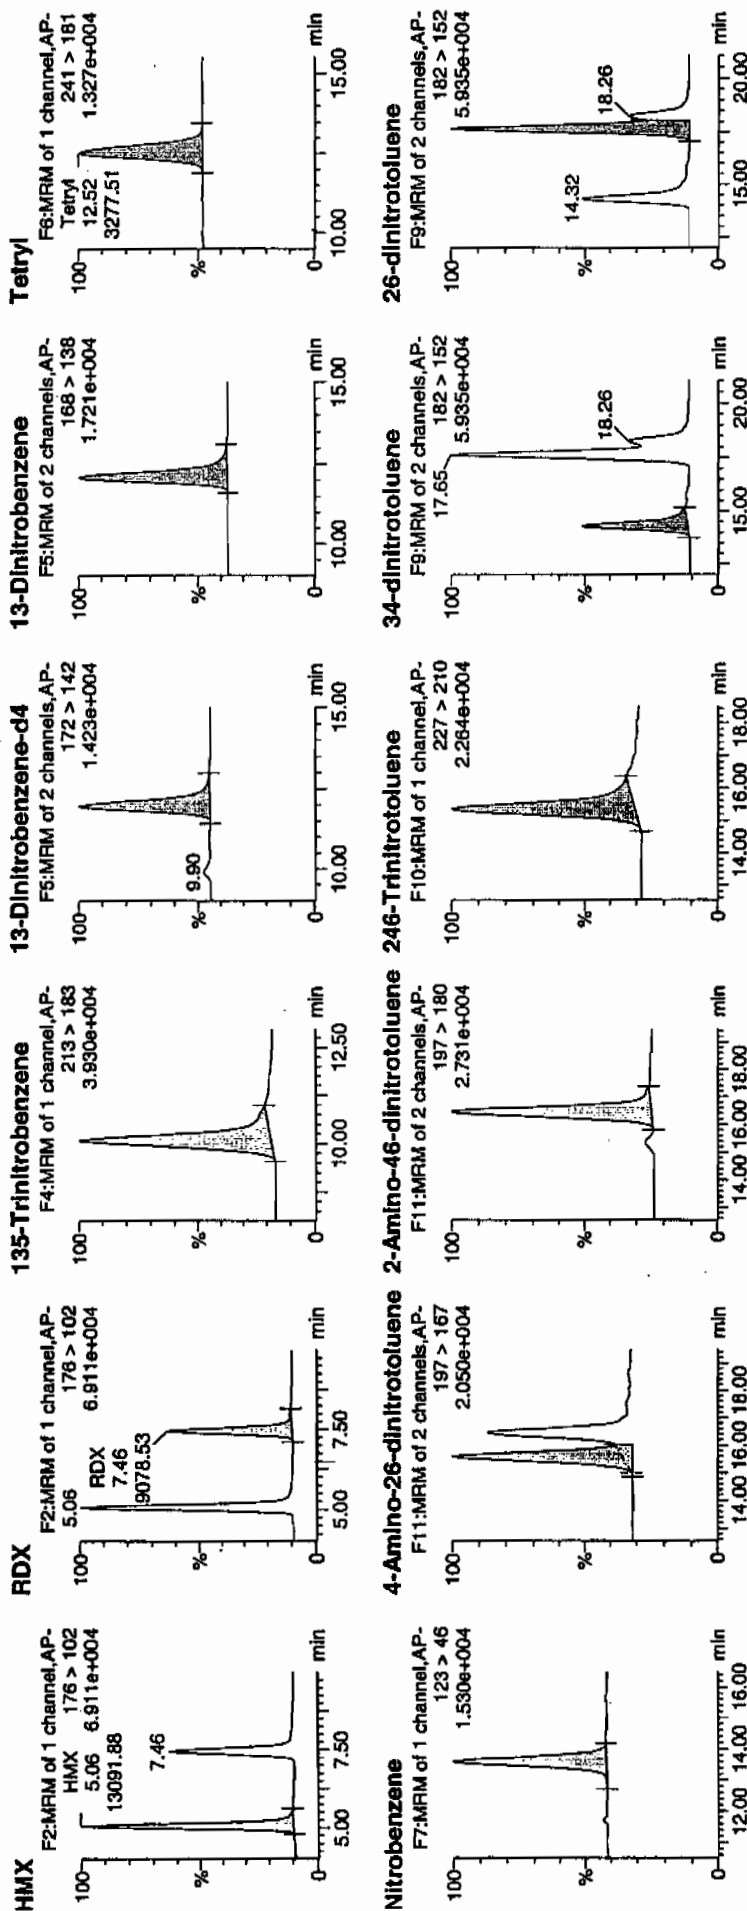 HMX
F2:MRM of 1 channel,AP-
HMX 176 > 102
5.06 6.911e+004
13091.88
7.46
100
%
0
5.00 7.50 min
RDX
F2:MRM of 1 channel,AP-
5.06 176 > 102
6.911e+004
RDX
7.46
9078.53
100
%
0
5.00 7.50 min
135-Trinitrobenzene
F4:MRM of 1 channel,AP-
213 > 183
3.930e+004
100
%
0
10.00 12.50 min
13-Dinitrobenzene-d4
F5:MRM of 2 channels,AP-
172 > 142
1.423e+004
9.90
100
%
0
10.00 15.00 min
13-Dinitrobenzene
F5:MRM of 2 channels,AP-
168 > 138
1.721e+004
100
%
0
10.00 15.00 min
Tetryl
F6:MRM of 1 channel,AP-
Tetryl 241 > 181
12.52 1.327e+004
3277.51
100
%
0
10.00 15.00 min
Nitrobenzene
F7:MRM of 1 channel,AP-
123 > 46
1.530e+004
100
%
0
12.00 14.00 16.00 min
4-Amino-26-dinitrotoluene
F11:MRM of 2 channels,AP-
197 > 167
2.050e+004
100
%
0
14.00 16.00 18.00 min
2-Amino-46-dinitrotoluene
F11:MRM of 2 channels,AP-
197 > 180
2.731e+004
100
%
0
14.00 16.00 18.00 min
246-Trinitrotoluene
F10:MRM of 1 channel,AP-
227 > 210
2.264e+004
100
%
0
14.00 16.00 18.00 min
34-dinitrotoluene
F9:MRM of 2 channels,AP-
17.65 182 > 152
5.935e+004
18.26
100
%
0
15.00 20.00 min
26-dinitrotoluene
F9:MRM of 2 channels,AP-
182 > 152
5.935e+004
14.32
18.26
100
%
0
15.00 20.00 min